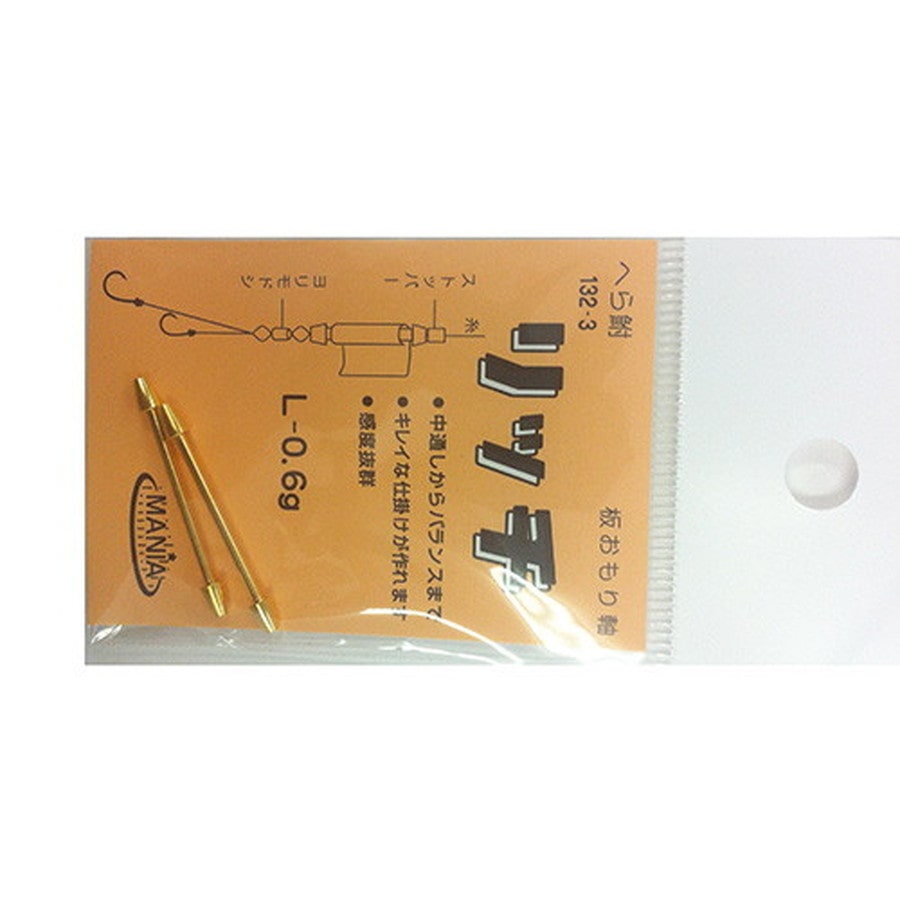 へら鮒
132-3
板おもり軸
リッチ
糸
ストッパー
ヨリモドシ
●中通しからバランスまで
●キレイな仕掛けが作れます
●感度抜群
L-0.6g
MANIA